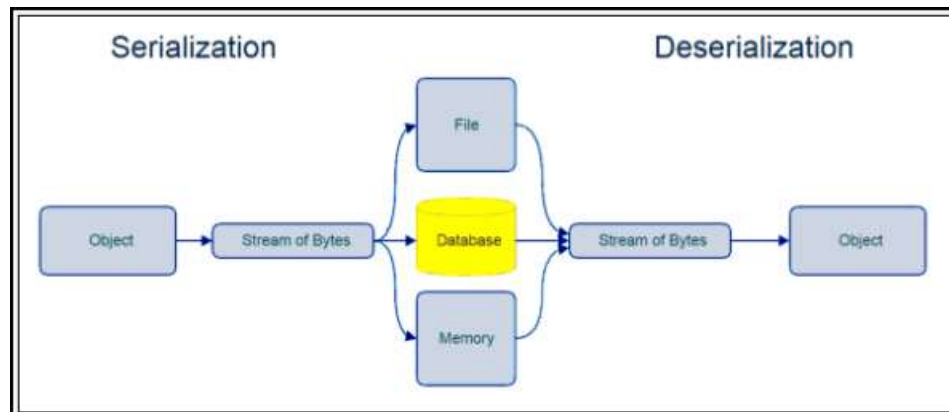 Serialization
Deserialization
File
Object
Stream of Bytes
Database
Stream of Bytes
Object
Memory